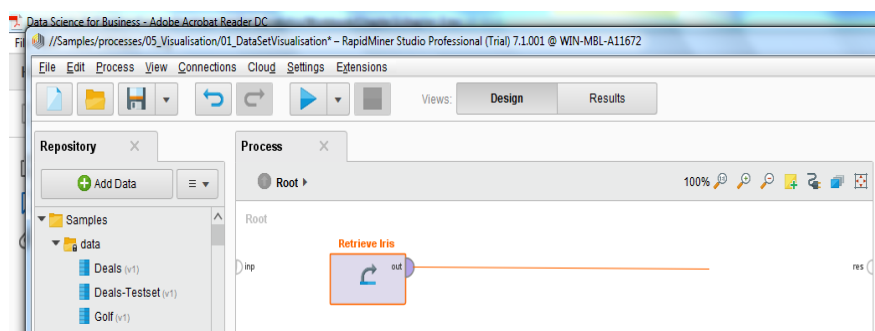 Data Science for Business - Adobe Acrobat Reader DC
//Samples/processes/05_Visualisation/01_DataSetVisualisation* – RapidMiner Studio Professional (Trial) 7.1.001 @ WIN-MBL-A11672
File Edit Process View Connections Cloud Settings Extensions
Views: Design Results
Repository Process
Add Data Root 100%
Samples Root
data Retrieve Iris
Deals (v1) inp out res
Deals-Testset (v1)
Golf (v1)